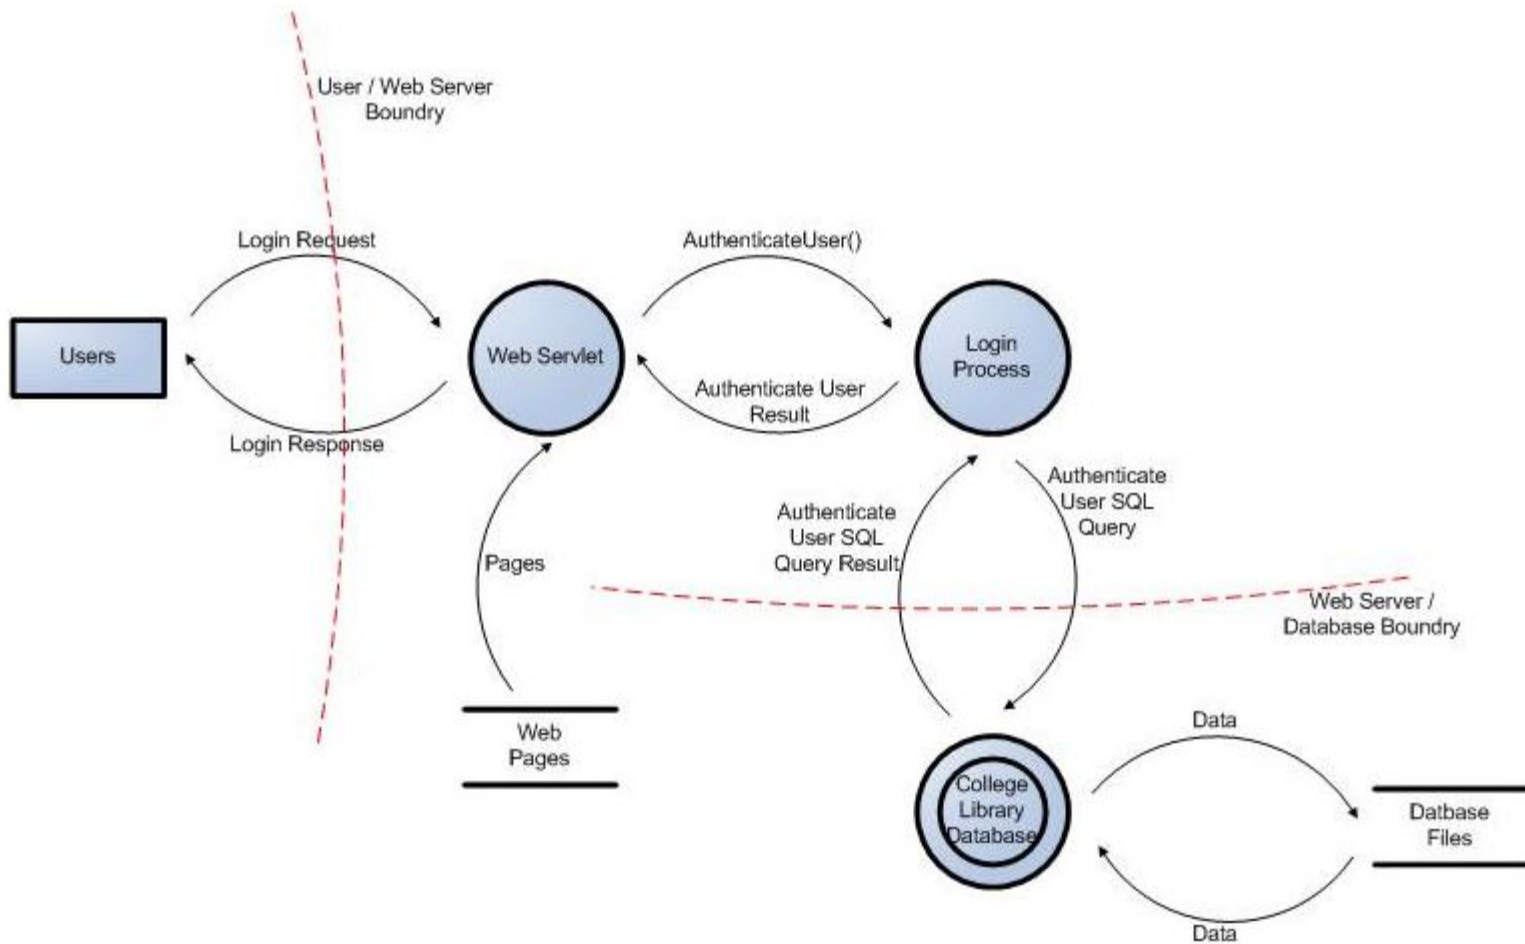 User / Web Server
Boundry
Login Request
AuthenticateUser()
Users
Web Servlet
Login
Process
Authenticate User
Result
Login Response
Authenticate
User SQL
Query
Authenticate
User SQL
Query Result
Pages
Web Server /
Database Boundry
Web
Pages
Data
College
Library
Database
Datbase
Files
Data